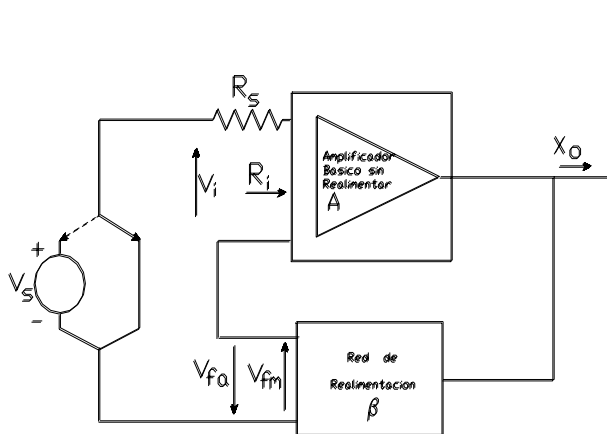 Rs
Xo
Amplificador
Basico sin
Realimentar
A
Ri
Vi
+
Vs
-
Vfa
Vfm
Red de
Realimentacion
β